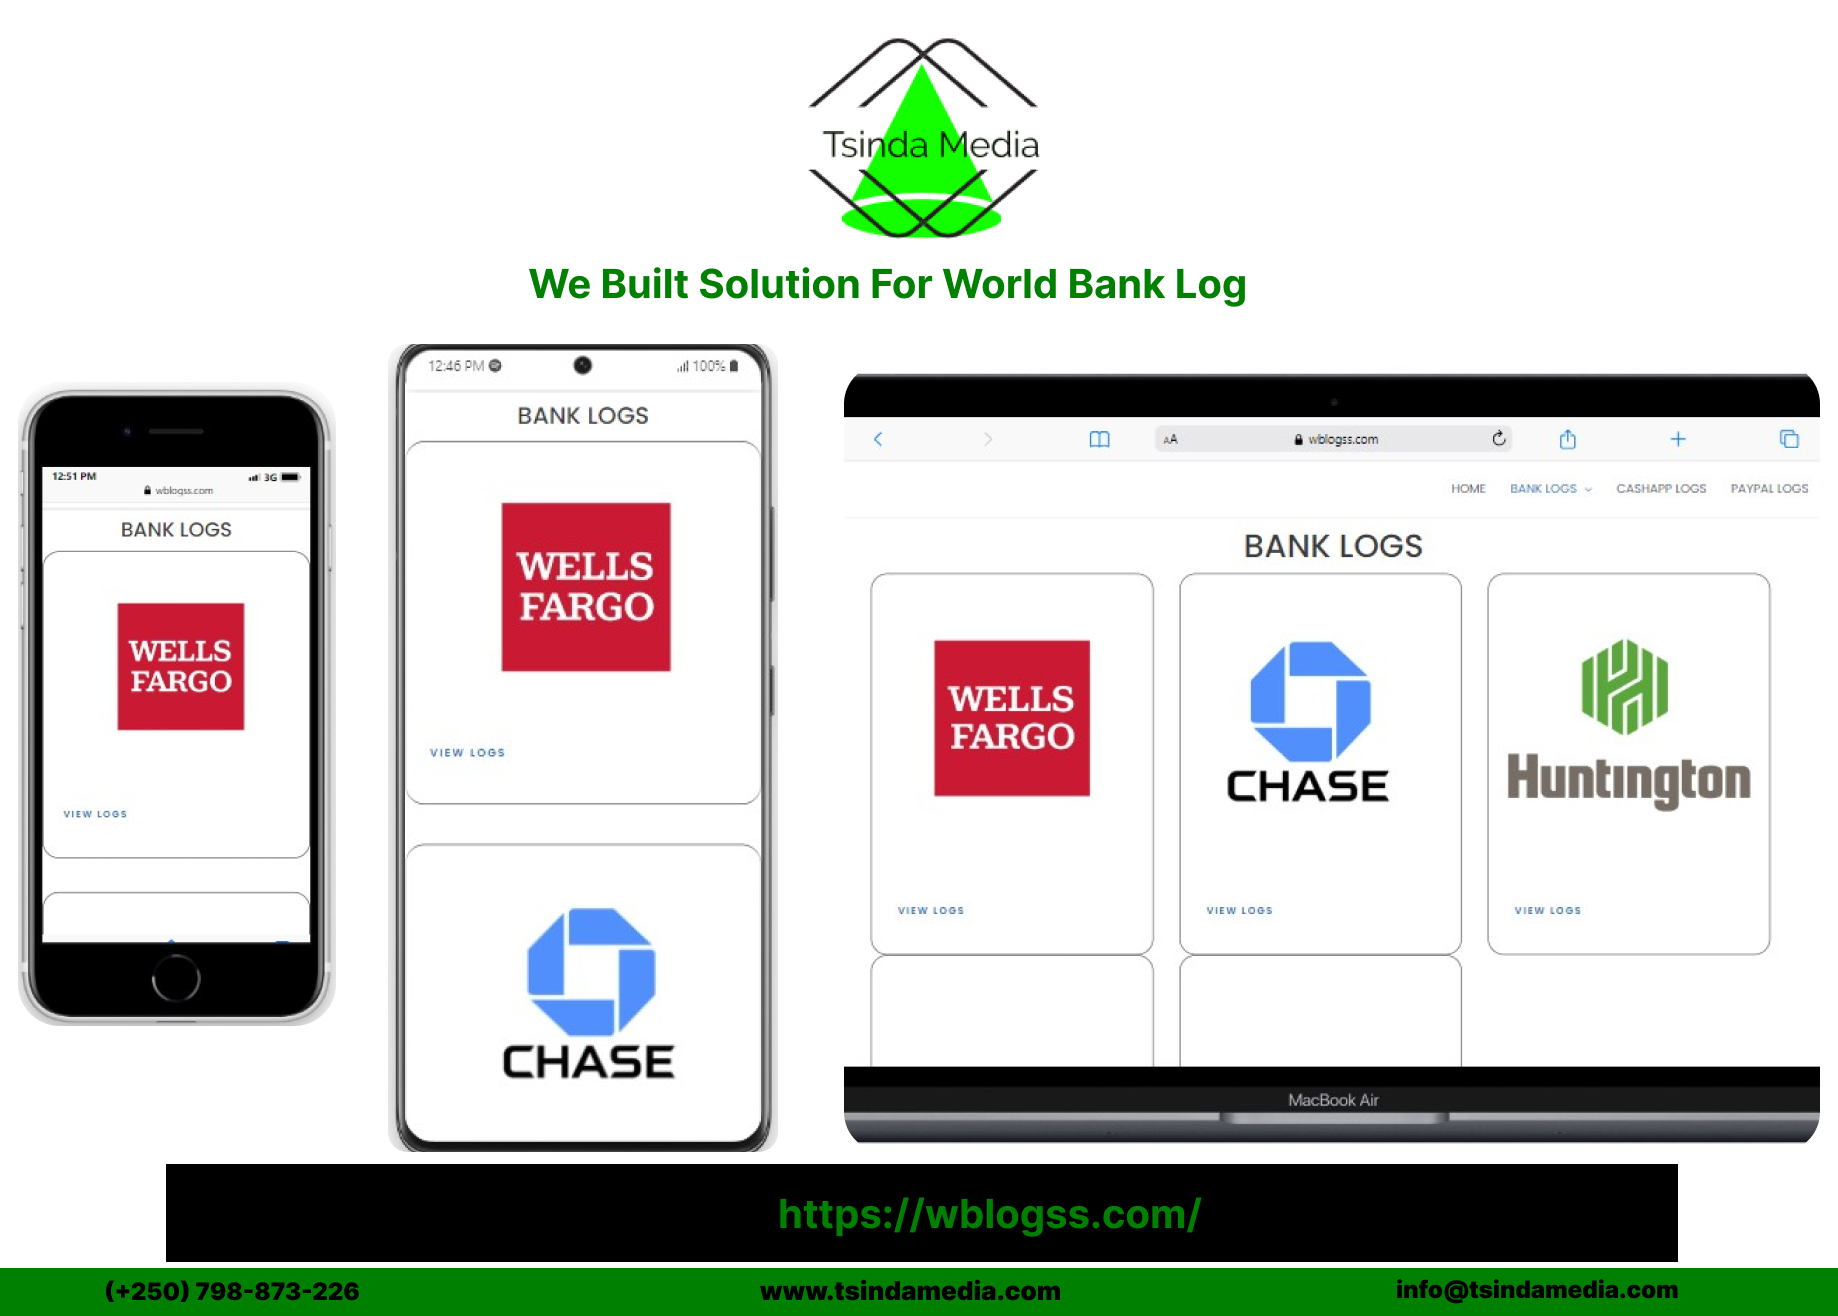 Tsinda Media
We Built Solution For World Bank Log
12:51 PM
3G
wblogss.com
BANK LOGS
WELLS
FARGO
VIEW LOGS
12:46 PM
100%
BANK LOGS
WELLS
FARGO
VIEW LOGS
CHASE
AA
wblogss.com
HOME BANK LOGS CASHAPP LOGS PAYPAL LOGS
BANK LOGS
WELLS
FARGO
CHASE
Huntington
VIEW LOGS VIEW LOGS VIEW LOGS
MacBook Air
https://wblogss.com/
(+250) 798-873-226 www.tsindamedia.com info@tsindamedia.com